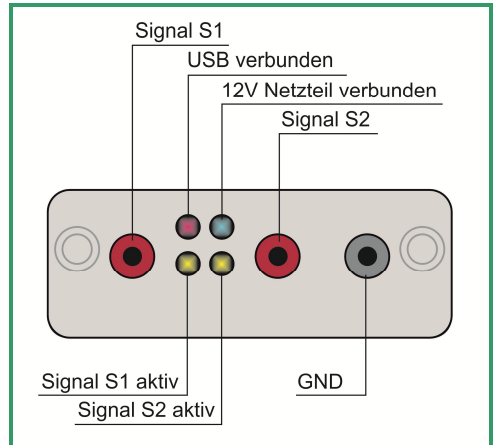 Signal S1
USB verbunden
12V Netzteil verbunden
Signal S2
Signal S1 aktiv
GND
Signal S2 aktiv